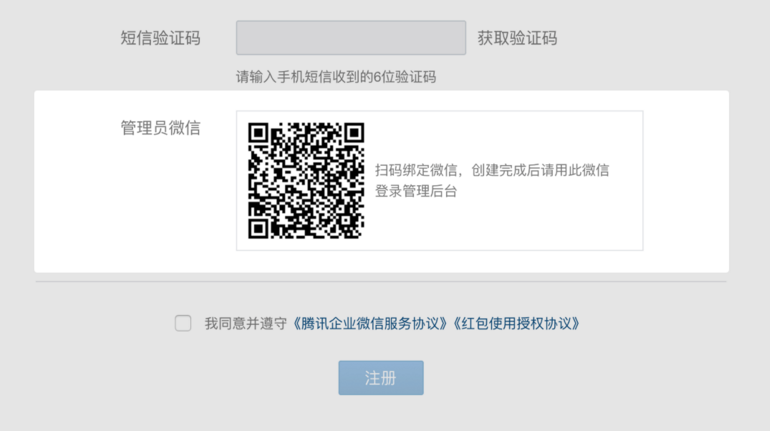 短信验证码 获取验证码
请输入手机短信收到的6位验证码
管理员微信
扫码绑定微信，创建完成后请用此微信
登录管理后台
我同意并遵守《腾讯企业微信服务协议》《红包使用授权协议》
注册